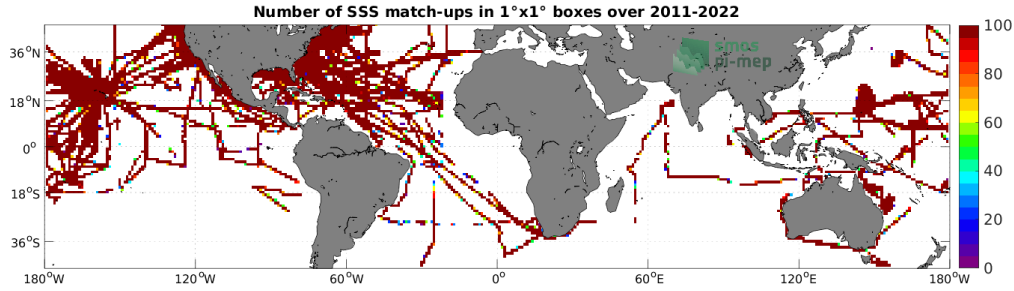 Number of SSS match-ups in 1°x1° boxes over 2011-2022
36°N
18°N
0°
18°S
36°S
180°W
120°W
60°W
0°
60°E
120°E
180°W
100
80
60
40
20
0
smos
pi-mep